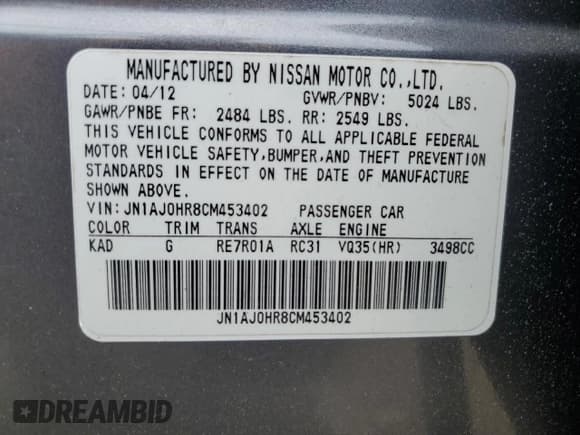 MANUFACTURED BY NISSAN MOTOR CO.,LTD.
DATE: 04/12 GVWR/PNBV: 5024 LBS.
GAWR/PNBE FR: 2484 LBS. RR: 2549 LBS.
THIS VEHICLE CONFORMS TO ALL APPLICABLE FEDERAL
MOTOR VEHICLE SAFETY,BUMPER,AND THEFT PREVENTION
STANDARDS IN EFFECT ON THE DATE OF MANUFACTURE
SHOWN ABOVE.
VIN:JN1AJ0HR8CM453402 PASSENGER CAR
COLOR TRIM TRANS AXLE ENGINE
KAD G RE7R01A RC31 VQ35(HR) 3498CC
JN1AJ0HR8CM453402
DREAMBID